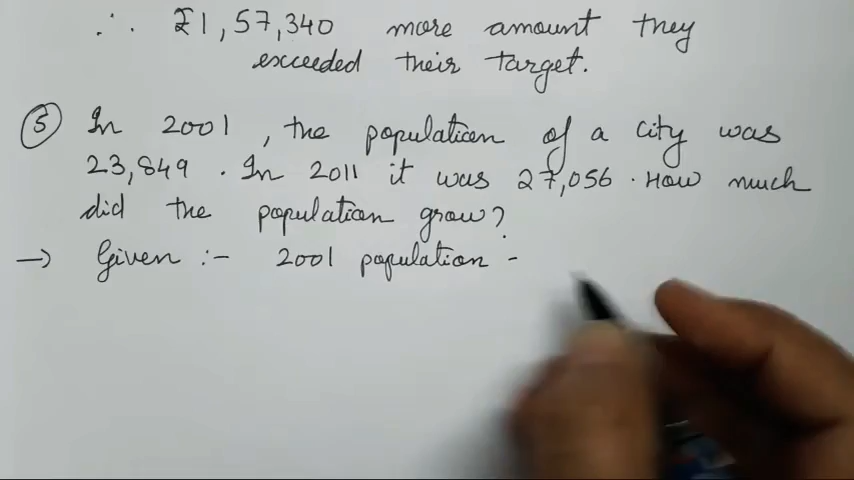 ∴ ₹1,57,340 more amount they
exceeded their target.
(5) In 2001, the population of a city was
23,849. In 2011 it was 27,056. How much
did the population grow?
→ Given :- 2001 population -